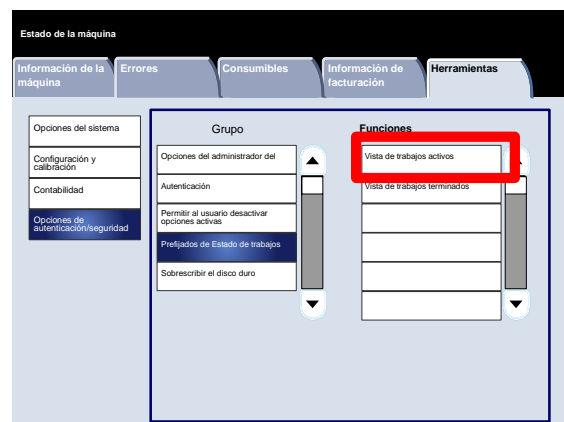 Estado de la máquina
Información de la
máquina
Errores
Consumibles
Información de
facturación
Herramientas
Opciones del sistema
Configuración y
calibración
Contabilidad
Opciones de
autenticación/seguridad
Grupo
Opciones del administrador del
Autenticación
Permitir al usuario desactivar
opciones activas
Prefijados de Estado de trabajos
Sobrescribir el disco duro
Funciones
Vista de trabajos activos
Vista de trabajos terminados